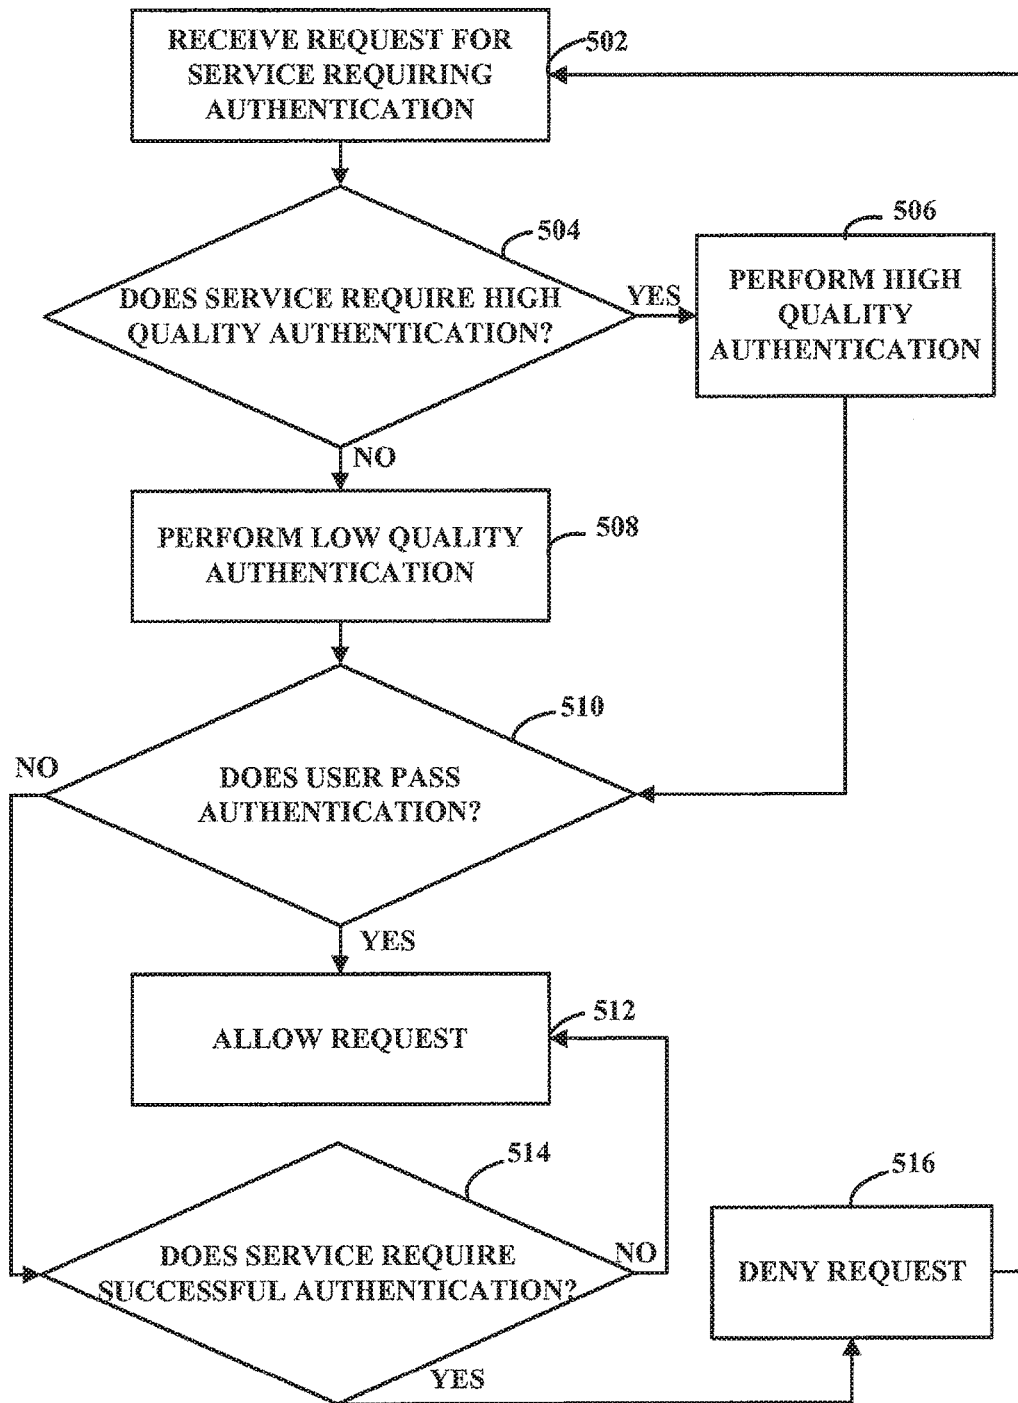 RECEIVE REQUEST FOR
SERVICE REQUIRING
AUTHENTICATION
502
504
DOES SERVICE REQUIRE HIGH
QUALITY AUTHENTICATION?
YES
506
PERFORM HIGH
QUALITY
AUTHENTICATION
NO
PERFORM LOW QUALITY
AUTHENTICATION
508
510
NO
DOES USER PASS
AUTHENTICATION?
YES
ALLOW REQUEST
512
514
DOES SERVICE REQUIRE
SUCCESSFUL AUTHENTICATION?
NO
YES
516
DENY REQUEST